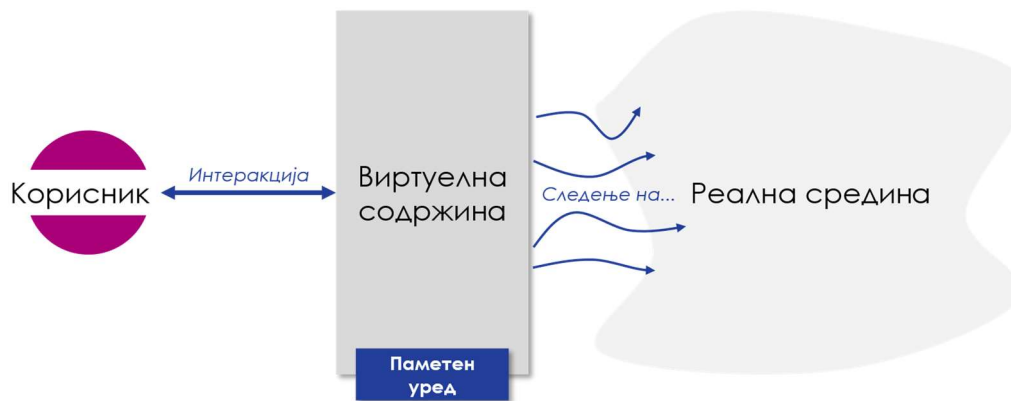 Корисник
Интеракција
Виртуелна
содржина
Паметен
уред
Следење на...
Реална средина